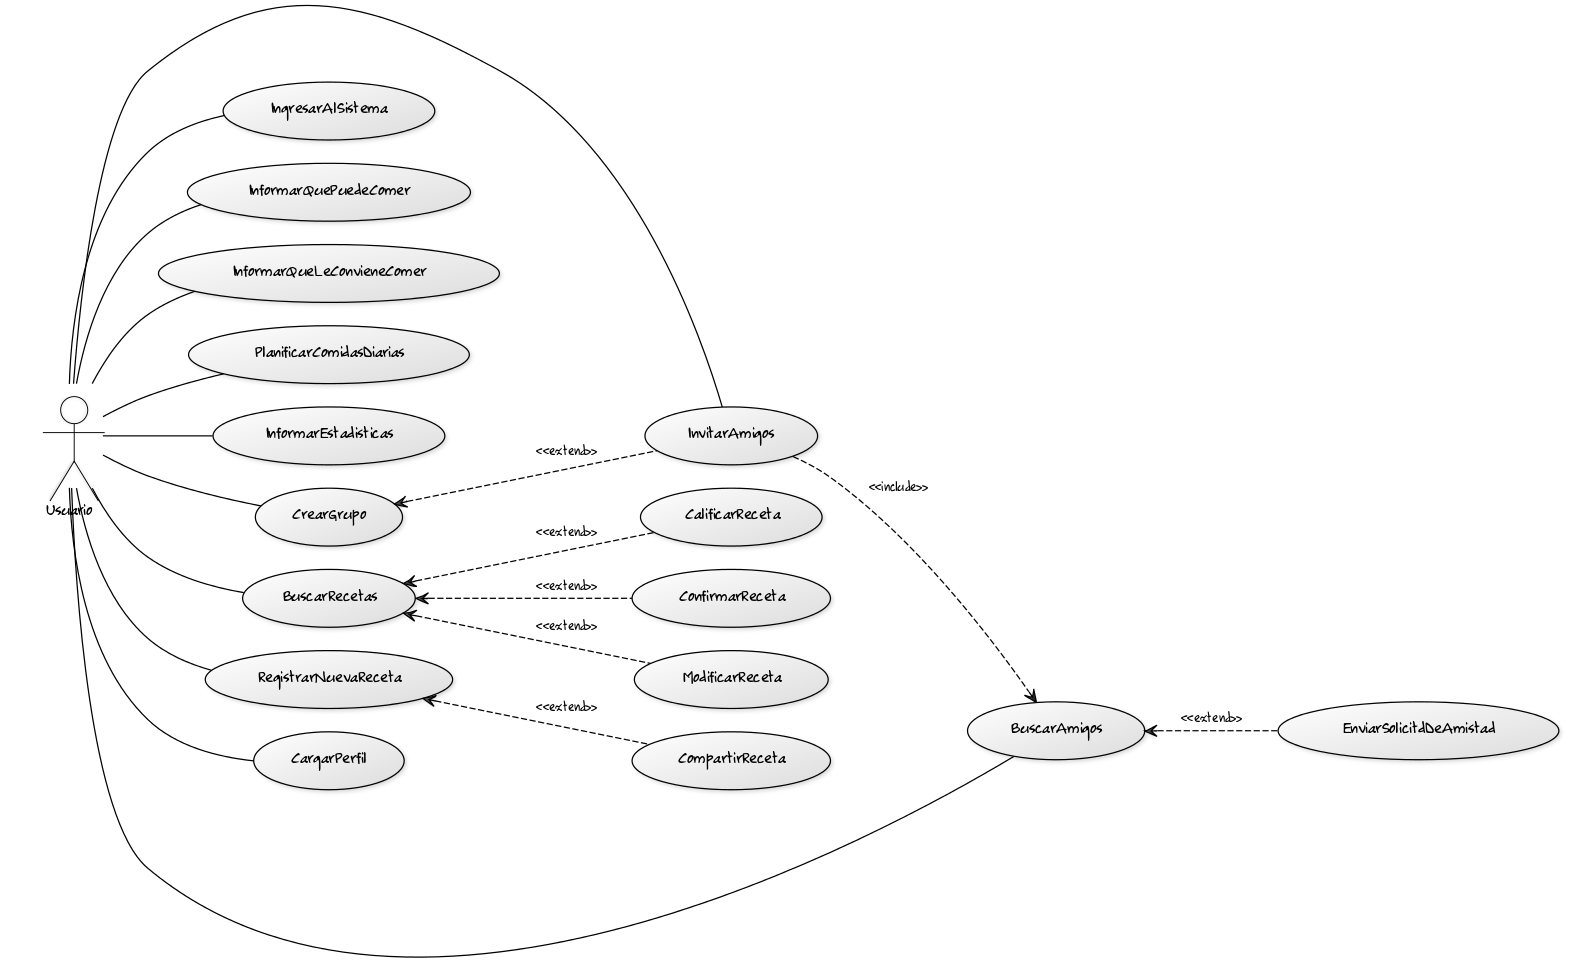 IngresarAlSistema
InformarQuePuedeComer
InformarQueLeConvieneComer
PlanificarComidasDiarias
InformarEstadisticas
InvitarAmigos
<<extend>>
<<include>>
Usuario
CrearGrupo
CalificarReceta
<<extend>>
<<extend>>
BuscarRecetas
ConfirmarReceta
<<extend>>
RegistrarNuevaReceta
ModificarReceta
<<extend>>
<<extend>>
BuscarAmigos
EnviarSolicitdDeAmistad
CargarPerfil
CompartirReceta